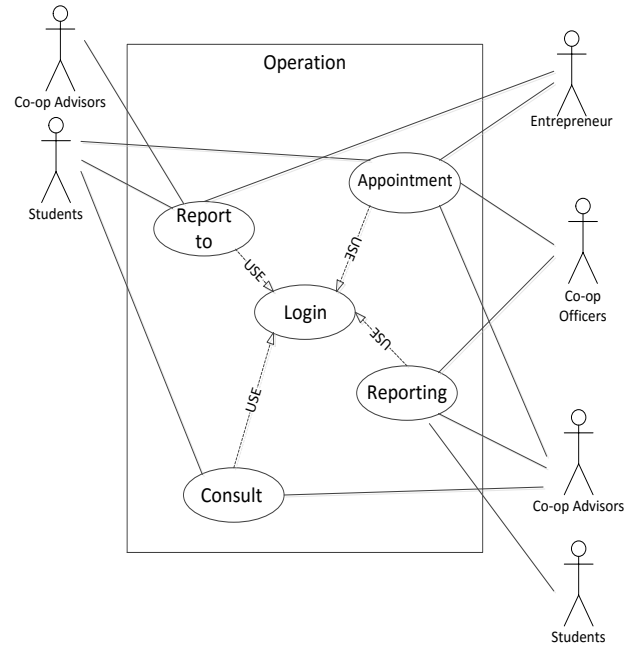 Operation
Co-op Advisors
Entrepreneur
Students
Appointment
Report
to
USE
USE
Login
Co-op
Officers
USE
Reporting
USE
Consult
Co-op Advisors
Students